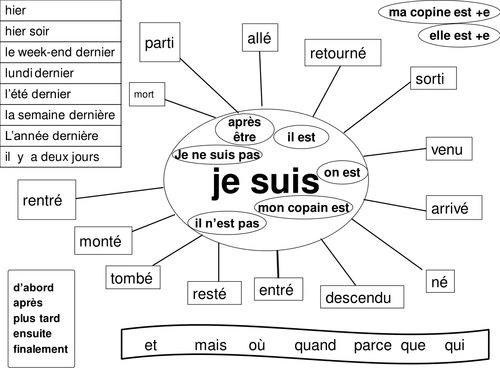 hier
hier soir
le week-end dernier
lundi dernier
l'été dernier
la semaine dernière
L'année dernière
il y a deux jours
ma copine est +e
elle est +e
parti
allé
retourné
sorti
mort
après
être
il est
Je ne suis pas
on est
je suis
mon copain est
il n'est pas
venu
rentré
arrivé
monté
tombé
resté
entré
descendu
né
d'abord
après
plus tard
ensuite
finalement
et mais où quand parce que qui